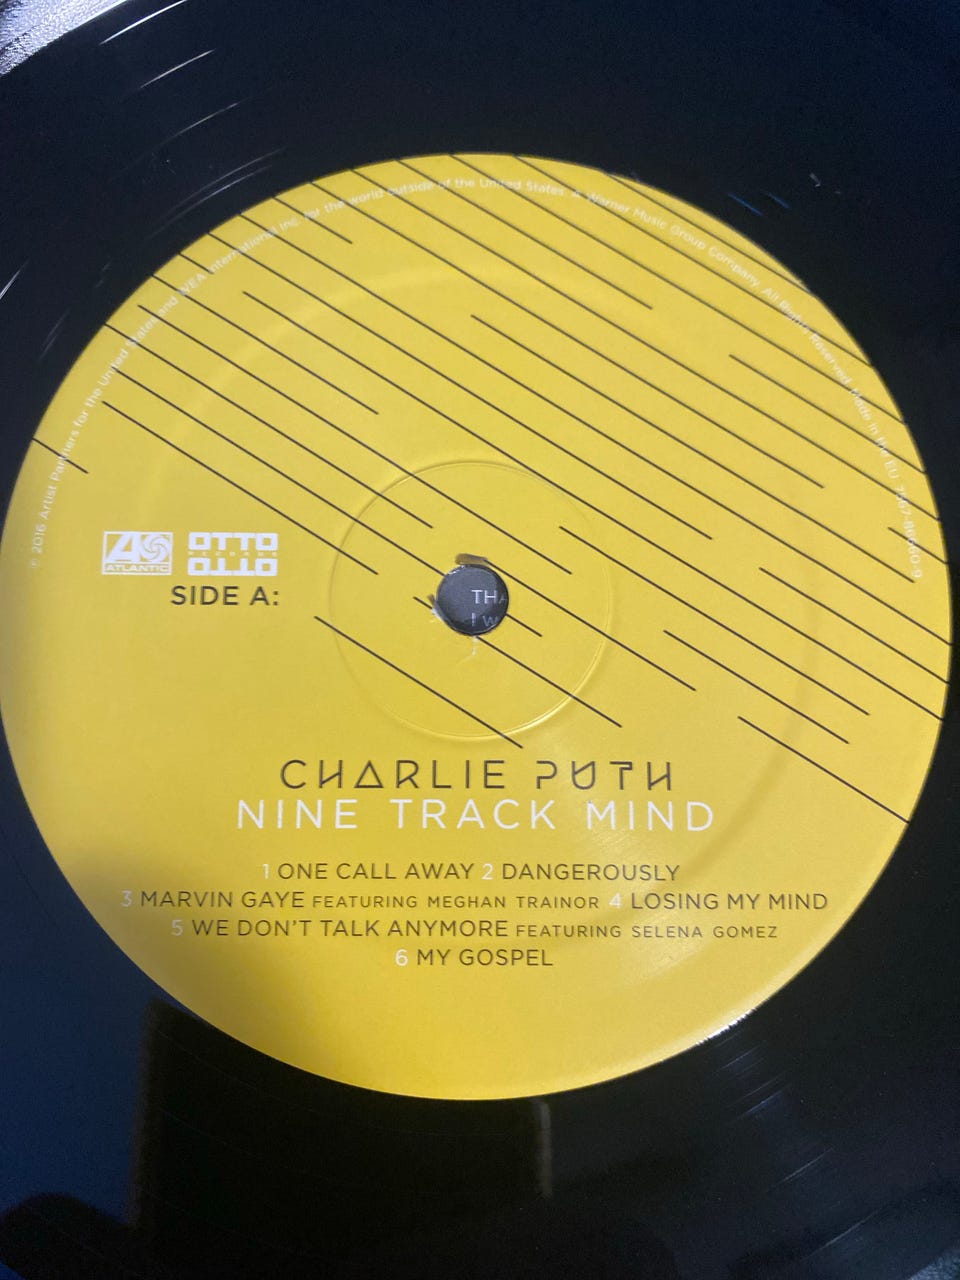 ℗ 2016 Artist Partners for the United States and WEA International Inc. for the world outside of the United States. A Warner Music Group Company. All Rights Reserved. Made in the EU.
ATLANTIC
OTTO
RECORDS
OTTO
SIDE A:
TH
I W
CHARLIE PUTH
NINE TRACK MIND
1 ONE CALL AWAY 2 DANGEROUSLY
3 MARVIN GAYE FEATURING MEGHAN TRAINOR 4 LOSING MY MIND
5 WE DON'T TALK ANYMORE FEATURING SELENA GOMEZ
6 MY GOSPEL